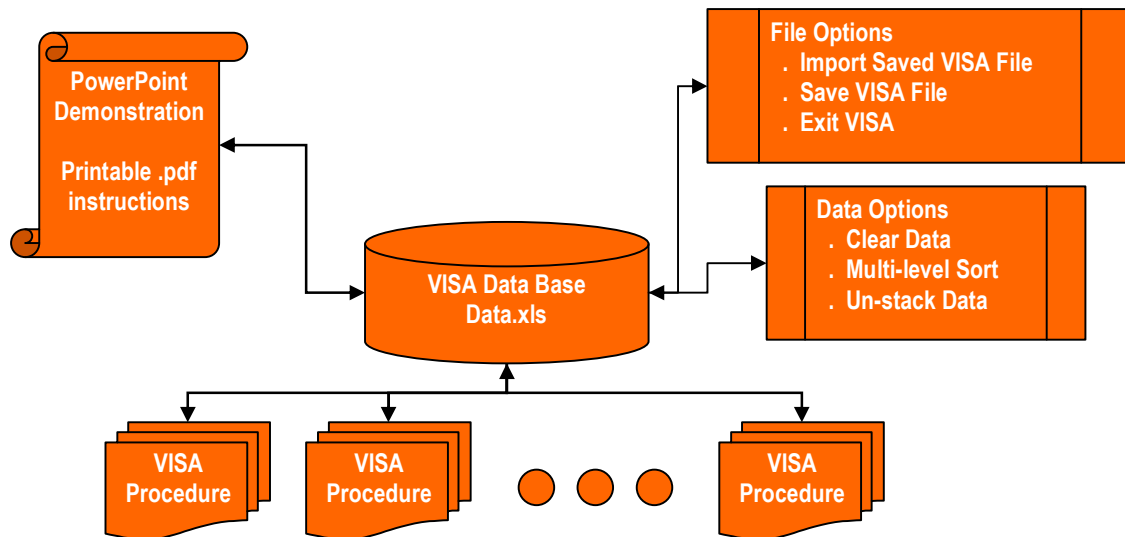 PowerPoint
Demonstration
Printable .pdf
instructions
File Options
. Import Saved VISA File
. Save VISA File
. Exit VISA
Data Options
. Clear Data
. Multi-level Sort
. Un-stack Data
VISA Data Base
Data.xls
VISA
Procedure
VISA
Procedure
VISA
Procedure